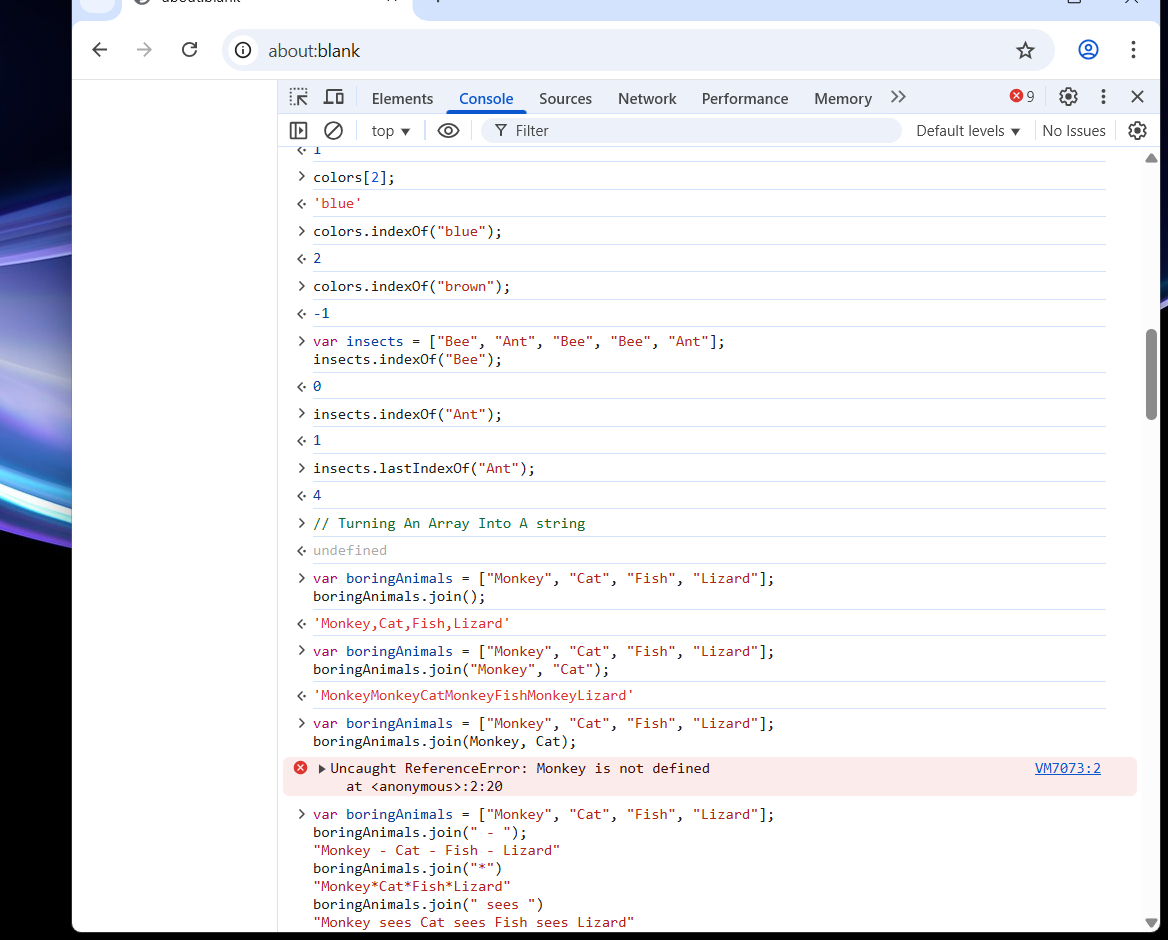 about:blank
about:blank
Elements Console Sources Network Performance Memory 9
top Filter Default levels No Issues
1
colors[2];
'blue'
colors.indexOf("blue");
2
colors.indexOf("brown");
-1
var insects = ["Bee", "Ant", "Bee", "Bee", "Ant"];
insects.indexOf("Bee");
0
insects.indexOf("Ant");
1
insects.lastIndexOf("Ant");
4
// Turning An Array Into A string
undefined
var boringAnimals = ["Monkey", "Cat", "Fish", "Lizard"];
boringAnimals.join();
'Monkey,Cat,Fish,Lizard'
var boringAnimals = ["Monkey", "Cat", "Fish", "Lizard"];
boringAnimals.join("Monkey", "Cat");
'MonkeyMonkeyCatMonkeyFishMonkeyLizard'
var boringAnimals = ["Monkey", "Cat", "Fish", "Lizard"];
boringAnimals.join(Monkey, Cat);
Uncaught ReferenceError: Monkey is not defined VM7073:2
at <anonymous>:2:20
var boringAnimals = ["Monkey", "Cat", "Fish", "Lizard"];
boringAnimals.join(" - ");
"Monkey - Cat - Fish - Lizard"
boringAnimals.join("*")
"Monkey*Cat*Fish*Lizard"
boringAnimals.join(" sees ")
"Monkey sees Cat sees Fish sees Lizard"